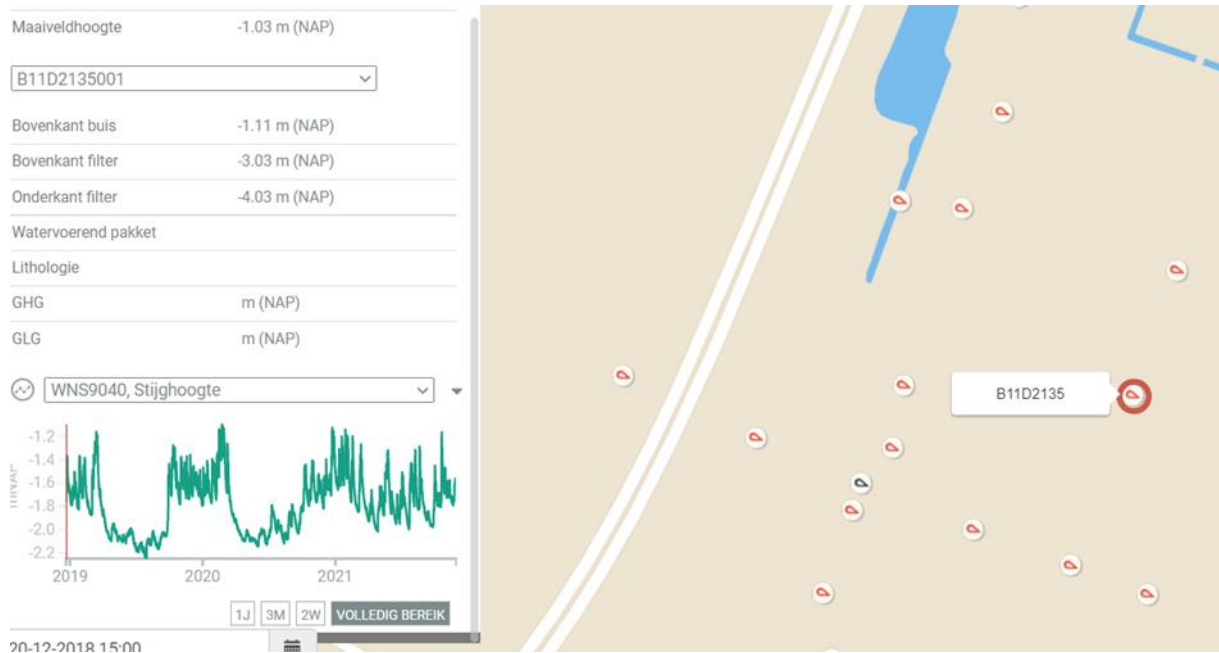 Maaiveldhoogte -1.03 m (NAP)
B11D2135001
Bovenkant buis -1.11 m (NAP)
Bovenkant filter -3.03 m (NAP)
Onderkant filter -4.03 m (NAP)
Watervoerend pakket
Lithologie
GHG m (NAP)
GLG m (NAP)
WNS9040, Stijghoogte
-1.2
-1.4
-1.6
-1.8
-2.0
-2.2
mNAP
2019 2020 2021
1J 3M 2W VOLLEDIG BEREIK
20-12-2018 15:00
B11D2135